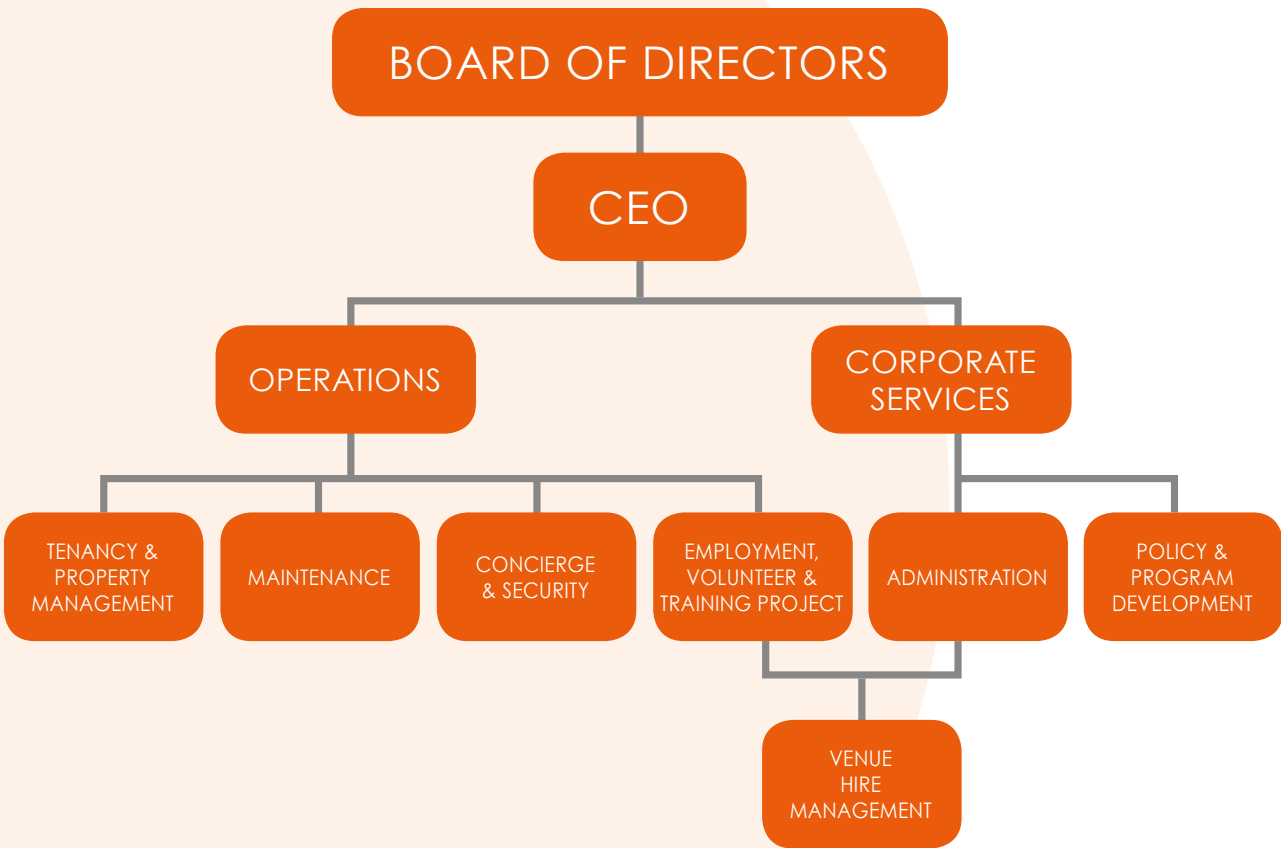 BOARD OF DIRECTORS
CEO
OPERATIONS
CORPORATE
SERVICES
TENANCY &
PROPERTY
MANAGEMENT
MAINTENANCE
CONCIERGE
& SECURITY
EMPLOYMENT,
VOLUNTEER &
TRAINING PROJECT
ADMINISTRATION
POLICY &
PROGRAM
DEVELOPMENT
VENUE
HIRE
MANAGEMENT